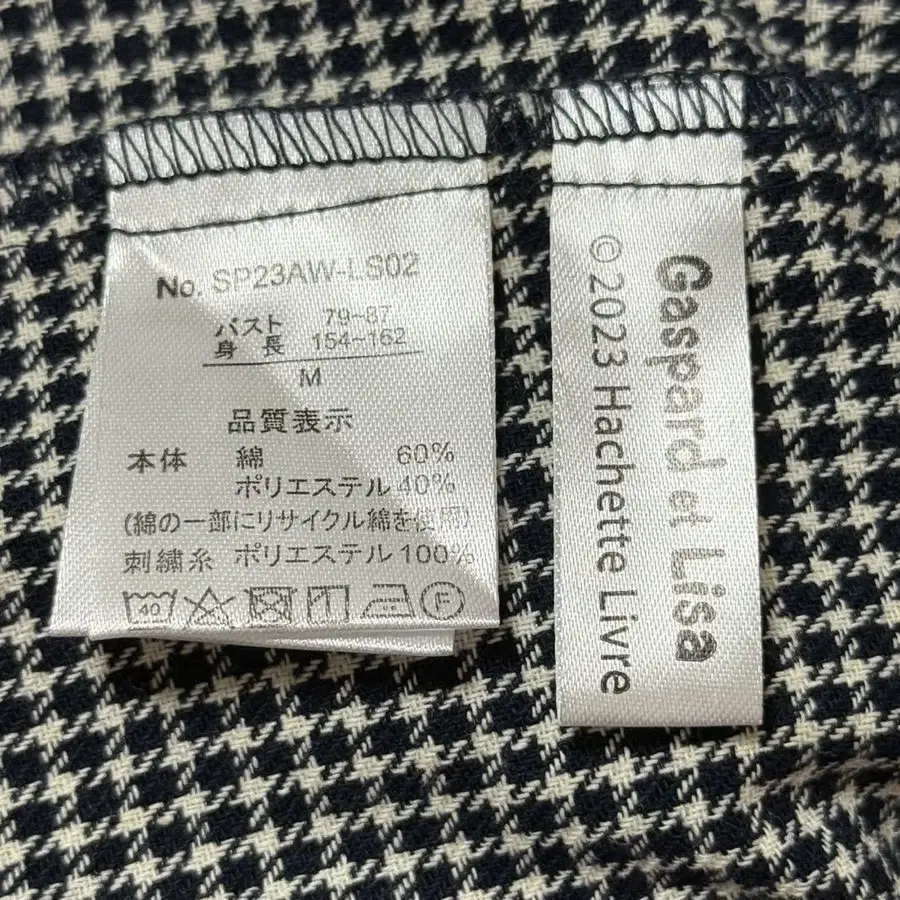 No. SP23AW-LS02
バスト 79~87
身長 154~162
M
品質表示
本体 綿 60%
ポリエステル 40%
(綿の一部にリサイクル綿を使用)
刺繍糸 ポリエステル 100%
40 F
Gaspard et Lisa
©2023 Hachette Livre